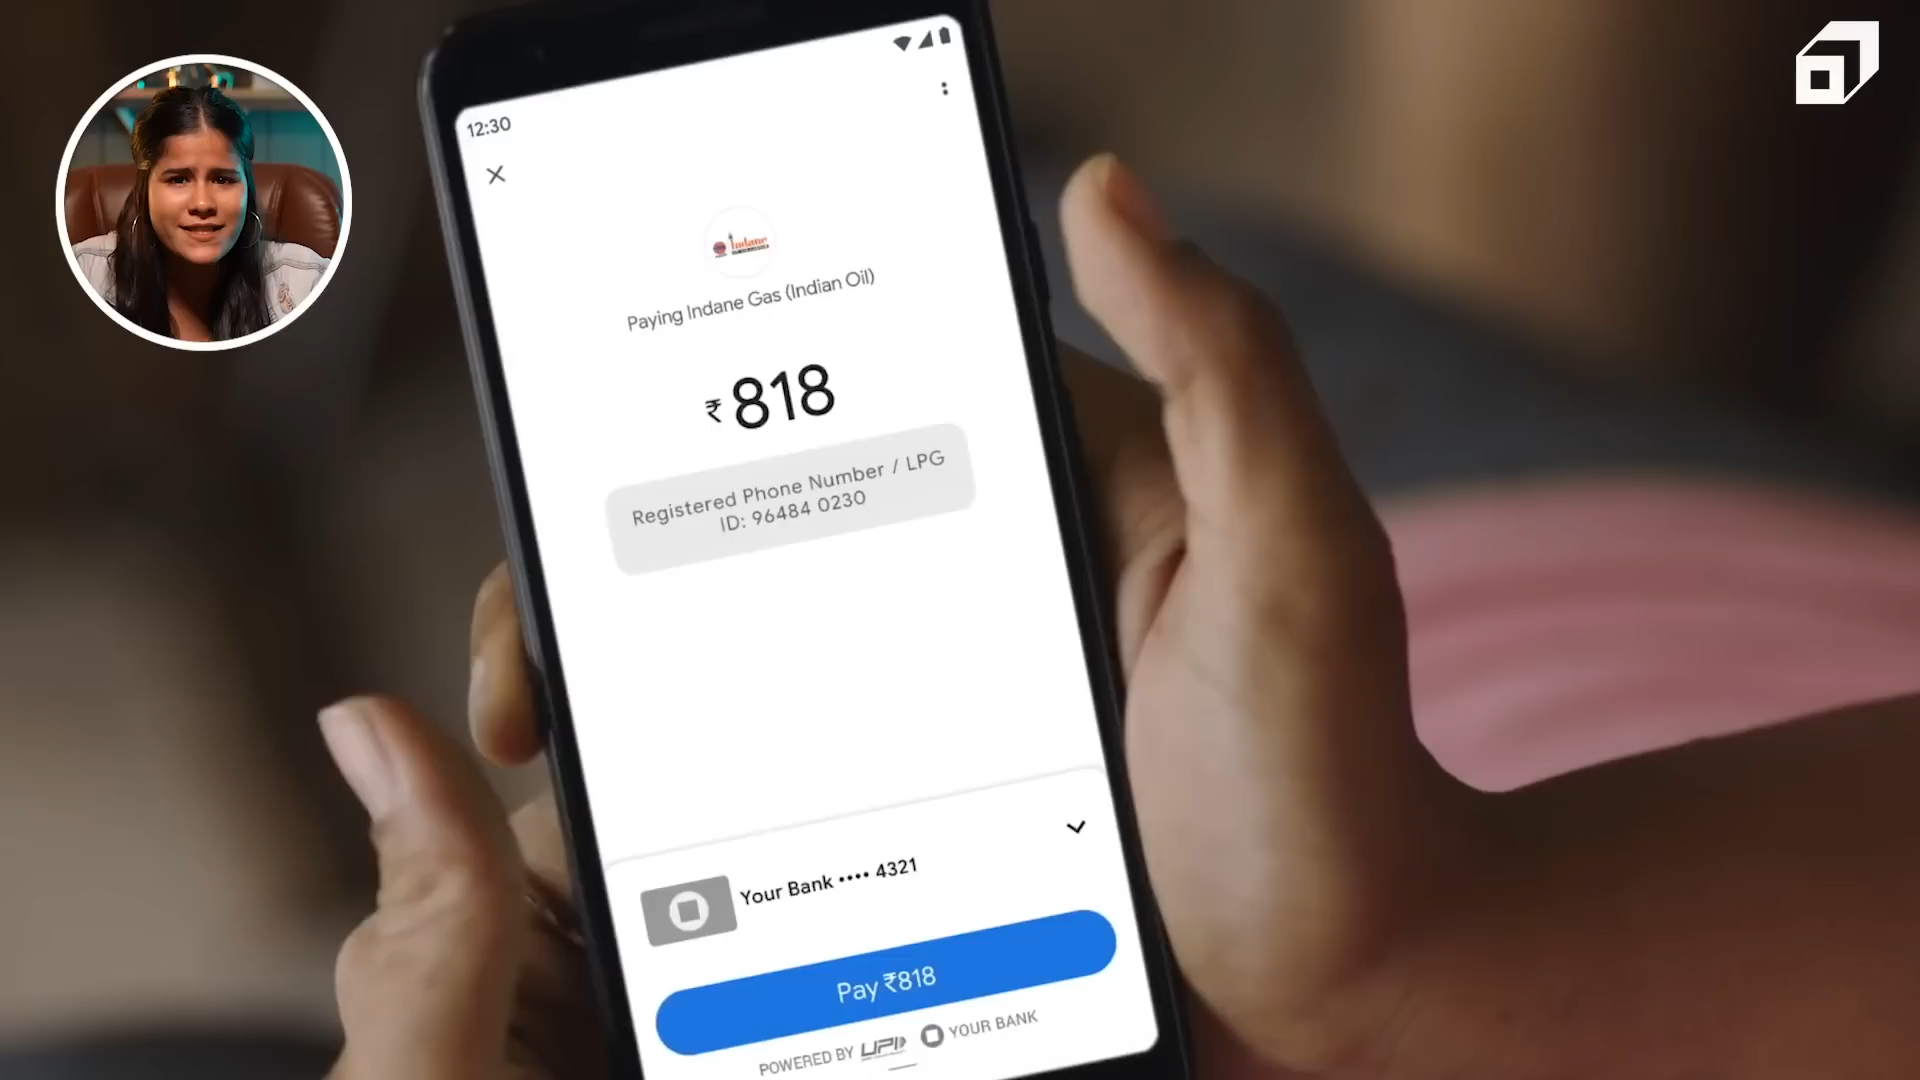 12:30
Indane
Paying Indane Gas (Indian Oil)
₹818
Registered Phone Number / LPG
ID: 96484 0230
Your Bank •••• 4321
Pay ₹818
POWERED BY UPI YOUR BANK